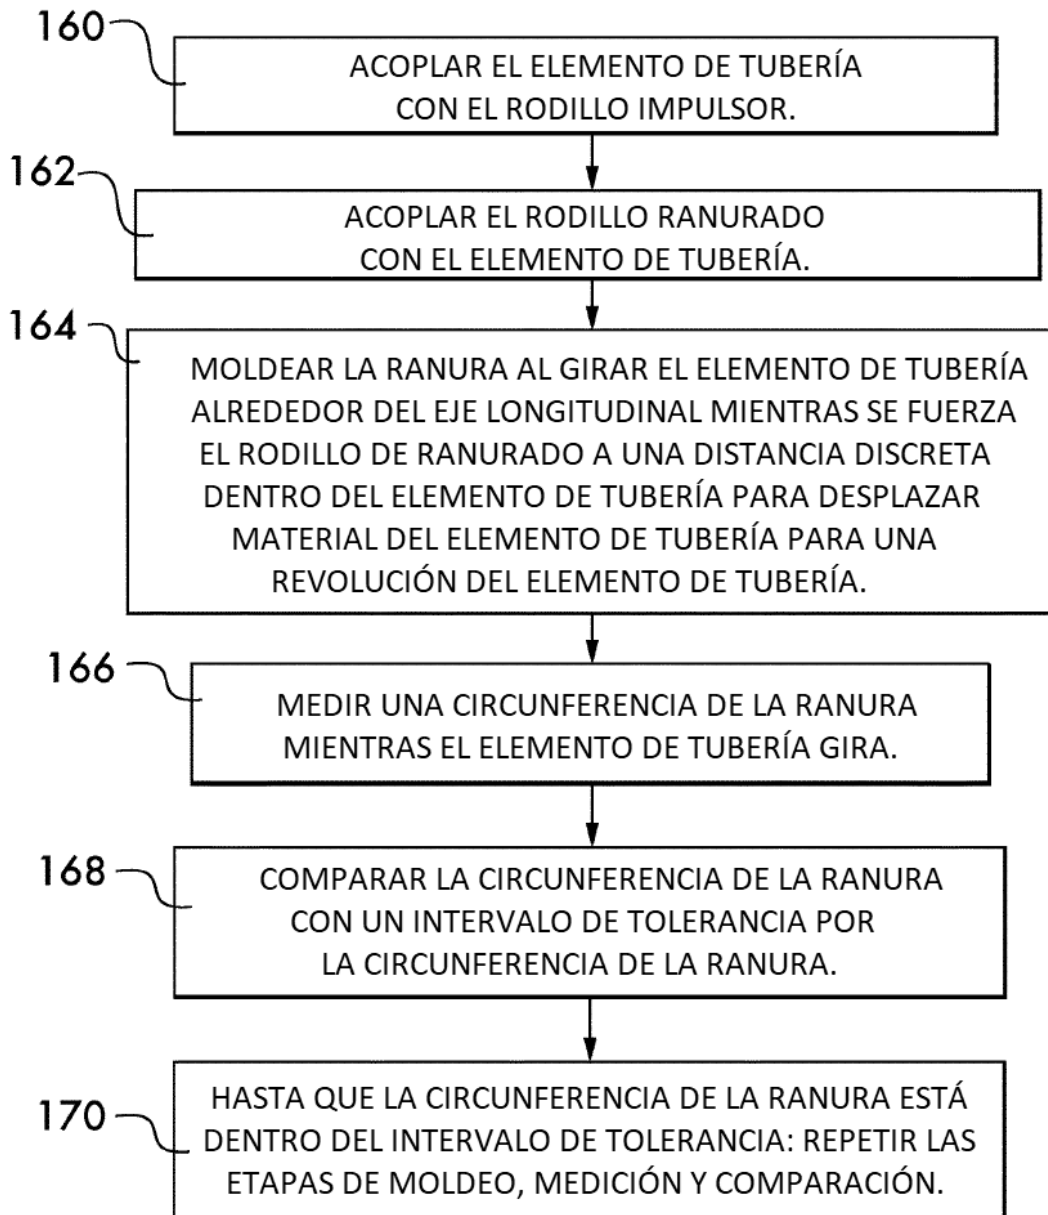 160
ACOPLAR EL ELEMENTO DE TUBERÍA
CON EL RODILLO IMPULSOR.
162
ACOPLAR EL RODILLO RANURADO
CON EL ELEMENTO DE TUBERÍA.
164
MOLDEAR LA RANURA AL GIRAR EL ELEMENTO DE TUBERÍA
ALREDEDOR DEL EJE LONGITUDINAL MIENTRAS SE FUERZA
EL RODILLO DE RANURADO A UNA DISTANCIA DISCRETA
DENTRO DEL ELEMENTO DE TUBERÍA PARA DESPLAZAR
MATERIAL DEL ELEMENTO DE TUBERÍA PARA UNA
REVOLUCIÓN DEL ELEMENTO DE TUBERÍA.
166
MEDIR UNA CIRCUNFERENCIA DE LA RANURA
MIENTRAS EL ELEMENTO DE TUBERÍA GIRA.
168
COMPARAR LA CIRCUNFERENCIA DE LA RANURA
CON UN INTERVALO DE TOLERANCIA POR
LA CIRCUNFERENCIA DE LA RANURA.
170
HASTA QUE LA CIRCUNFERENCIA DE LA RANURA ESTÁ
DENTRO DEL INTERVALO DE TOLERANCIA: REPETIR LAS
ETAPAS DE MOLDEO, MEDICIÓN Y COMPARACIÓN.